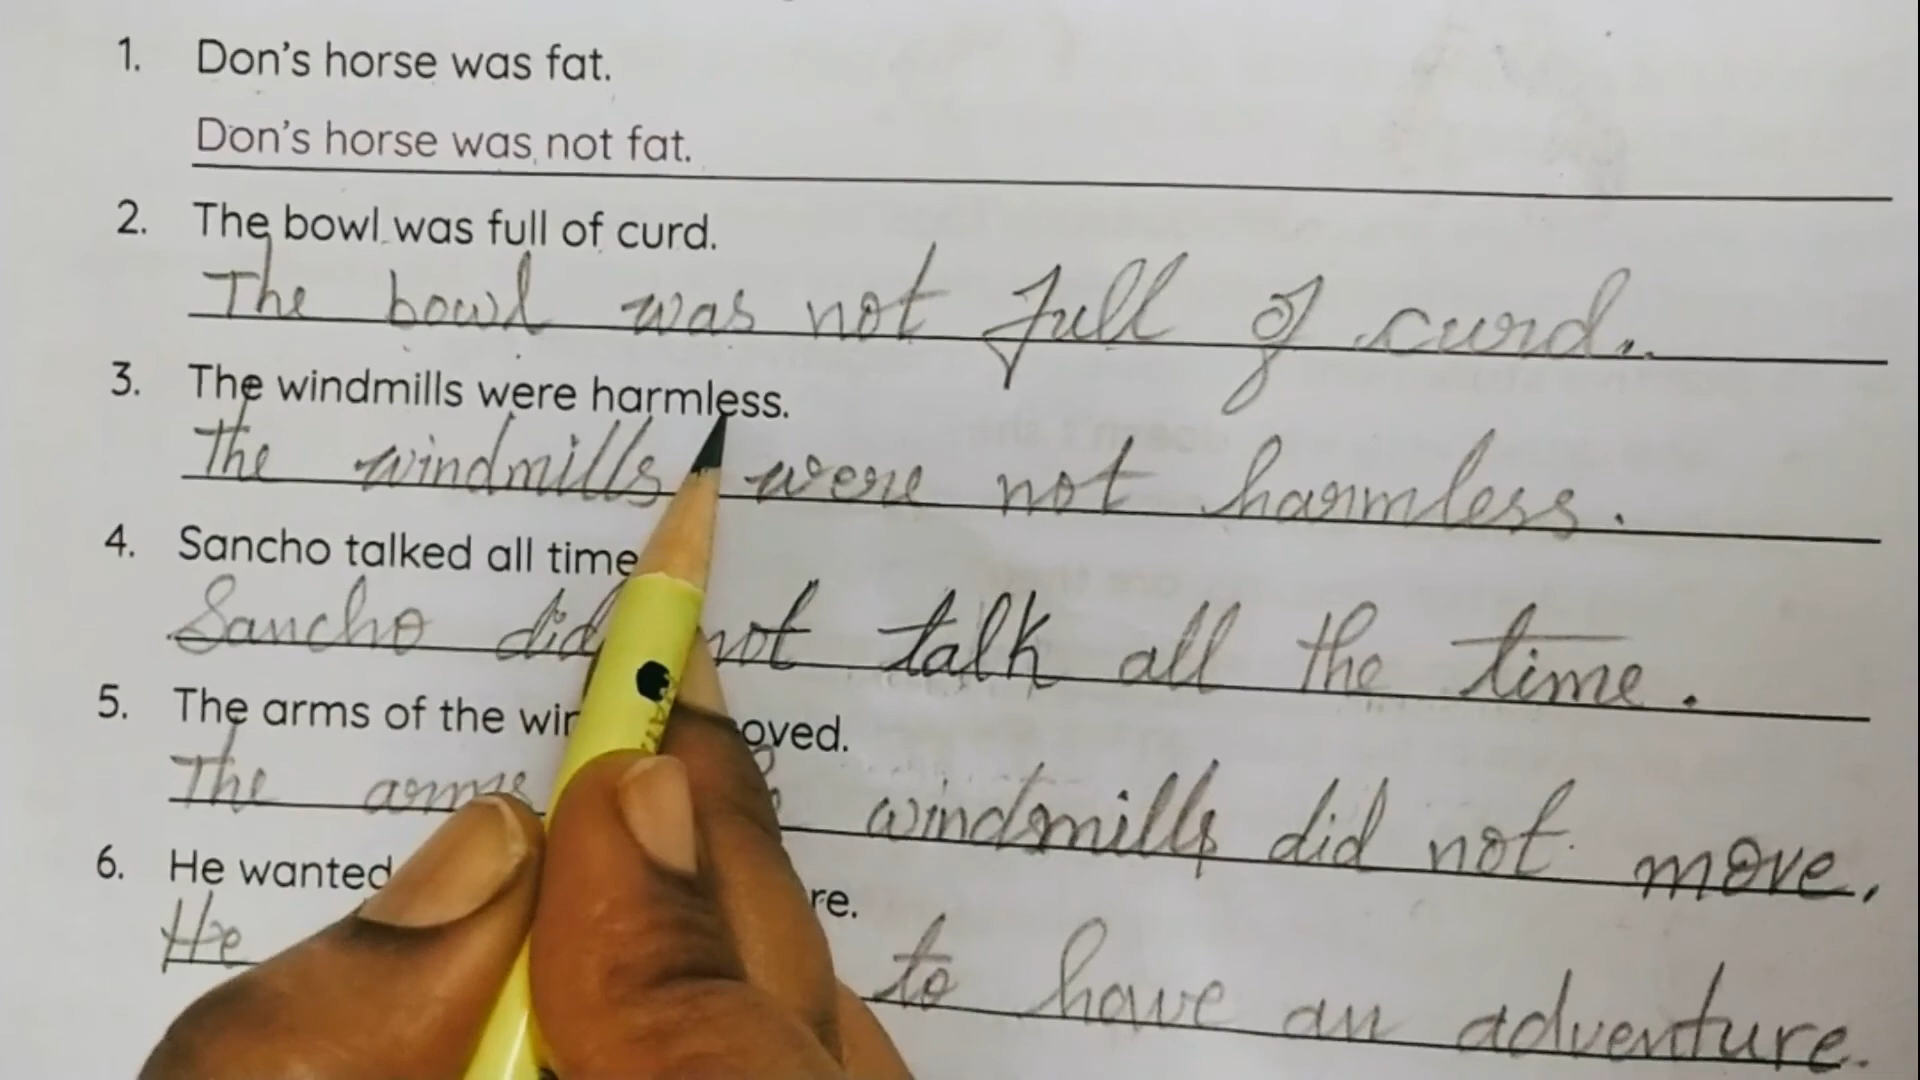 1. Don's horse was fat.
Don's horse was not fat.
2. The bowl was full of curd.
The bowl was not full of curd.
3. The windmills were harmless.
The windmills were not harmless.
4. Sancho talked all time
Sancho did not talk all the time.
5. The arms of the
The arms windmills did not move.
6. He wanted
He to have an adventure.